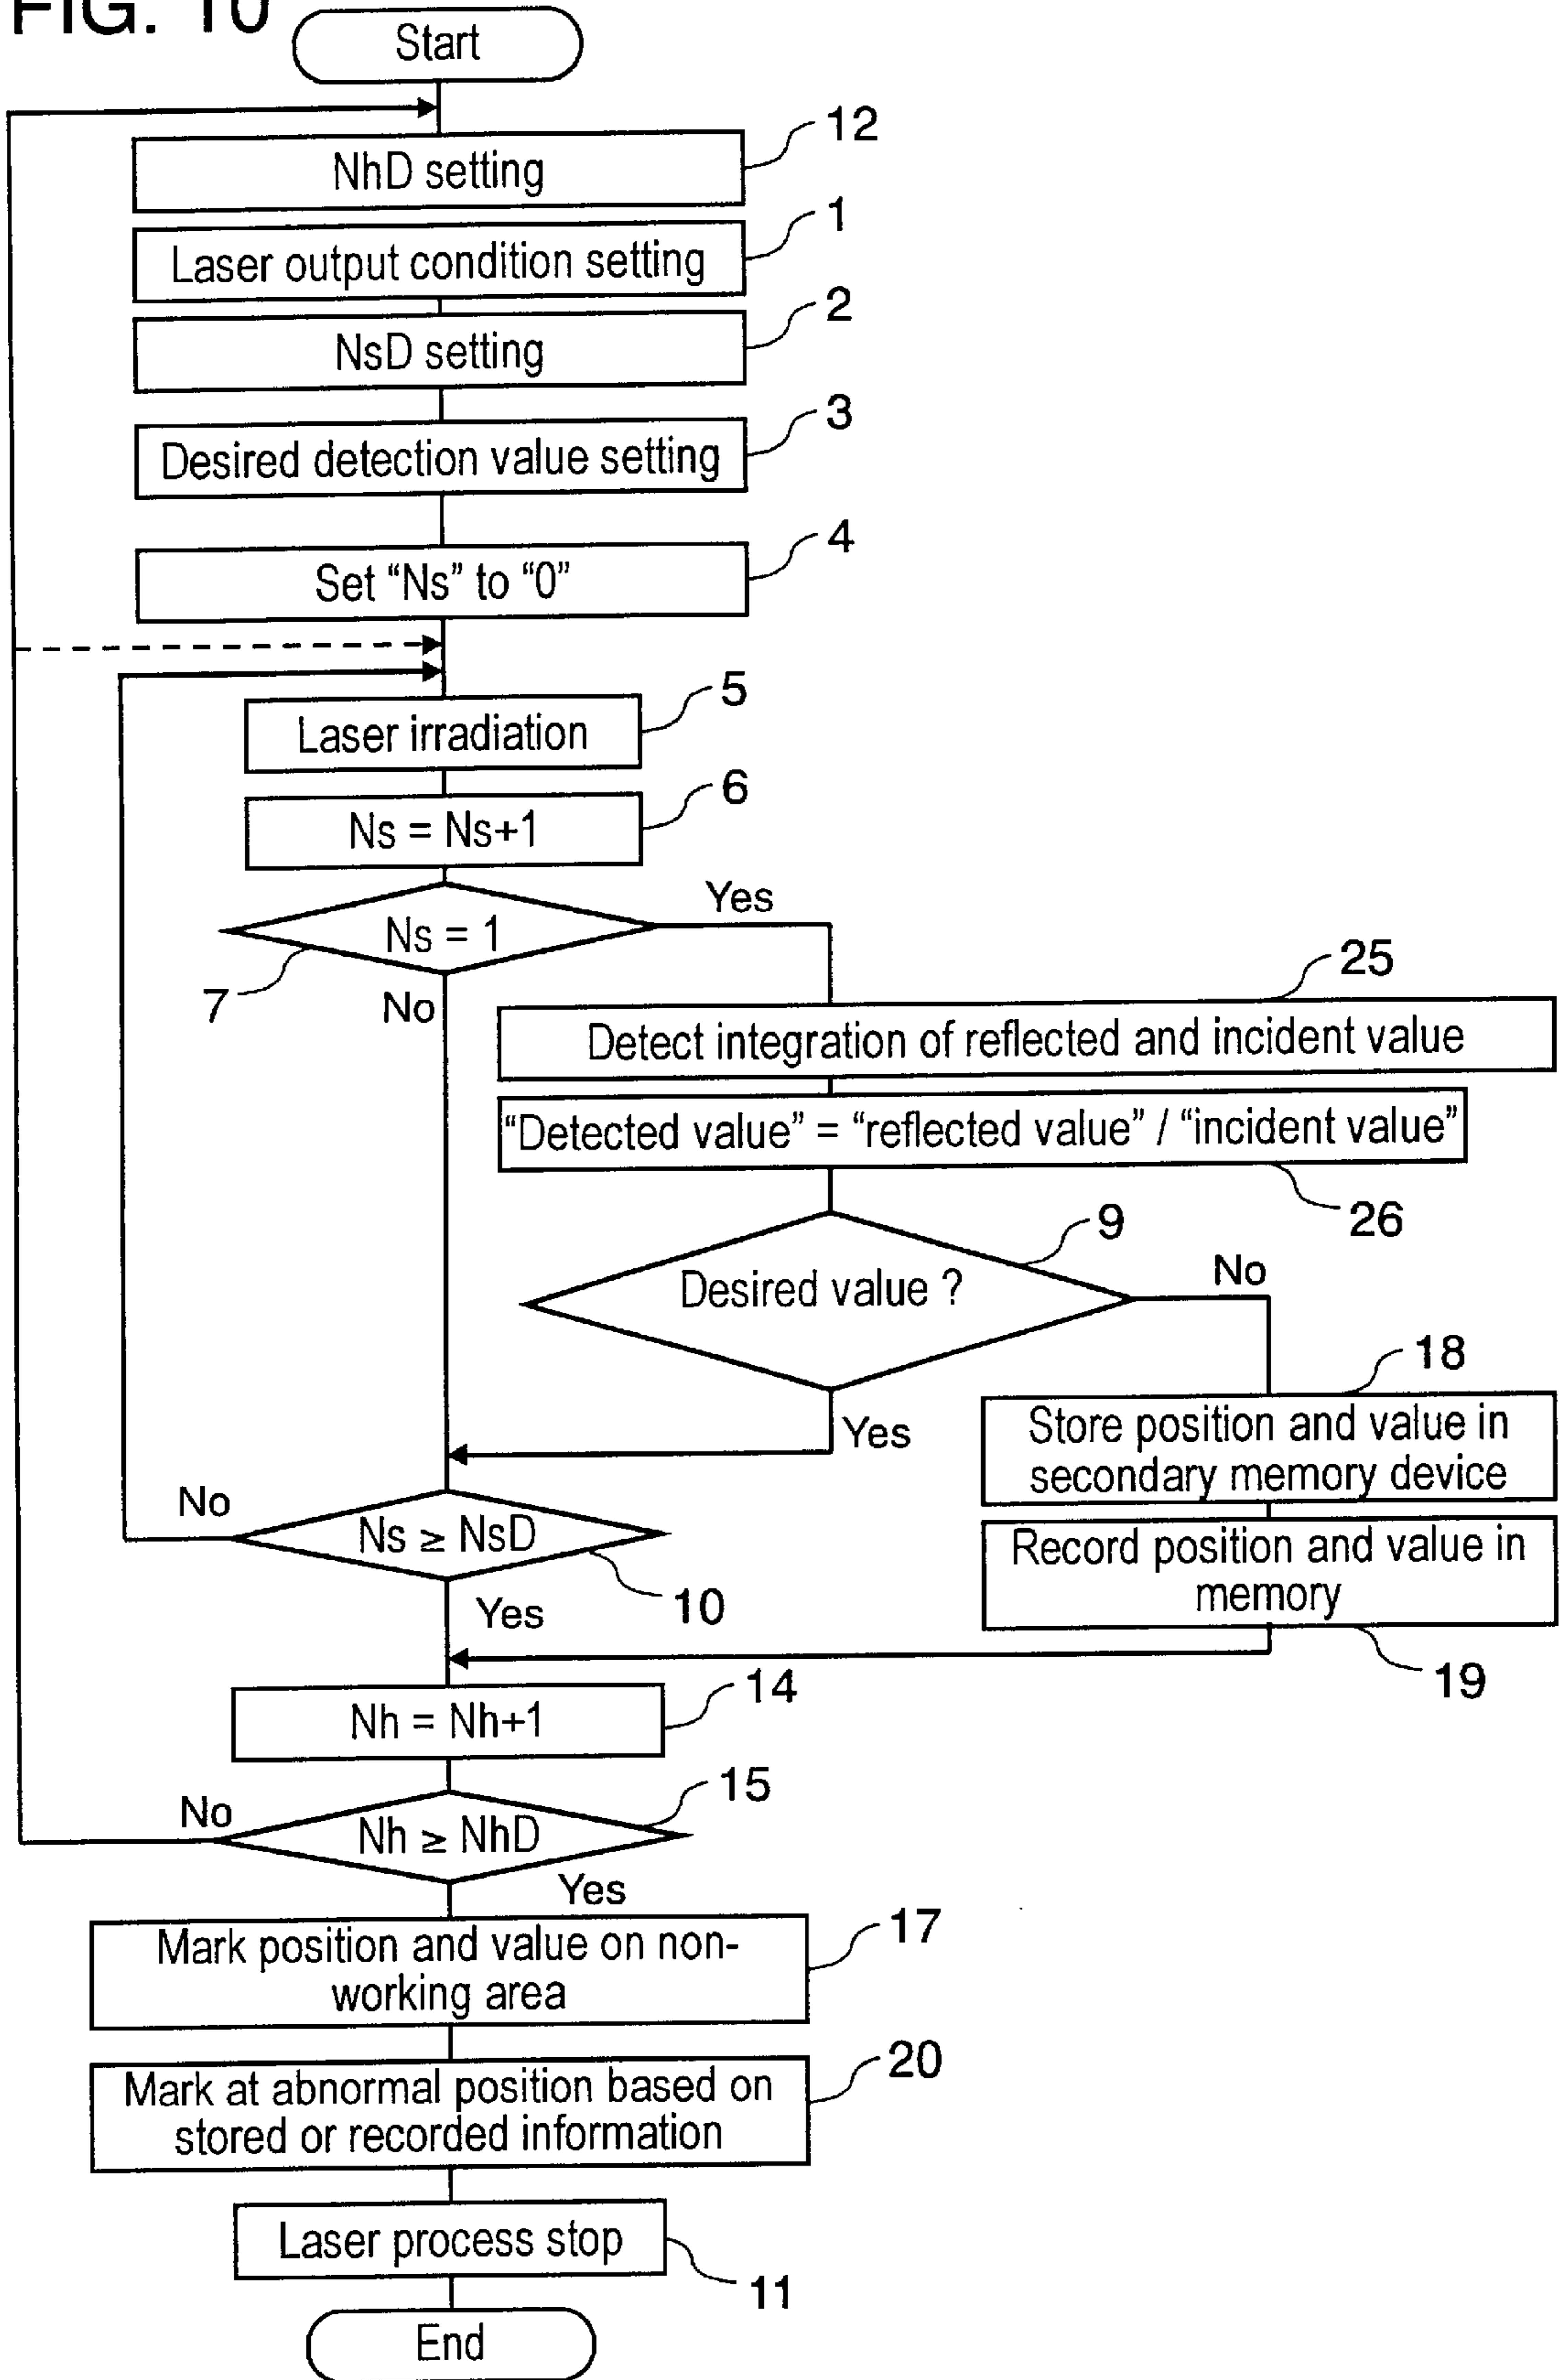 FIG. 10
Start
12
NhD setting
1
Laser output condition setting
2
NsD setting
3
Desired detection value setting
4
Set “Ns” to “0”
5
Laser irradiation
6
Ns = Ns+1
Yes
Ns = 1
7
No
25
Detect integration of reflected and incident value
“Detected value” = “reflected value” / “incident value”
26
9
Desired value ?
No
18
Store position and value in
secondary memory device
Yes
No
Ns ≥ NsD
10
Yes
Record position and value in
memory
19
14
Nh = Nh+1
15
No
Nh ≥ NhD
Yes
17
Mark position and value on non-
working area
20
Mark at abnormal position based on
stored or recorded information
Laser process stop
11
End